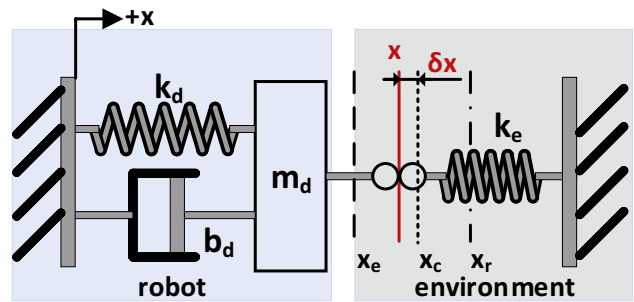 +x
x δx
k_d
k_e
m_d
b_d
x_e x_c x_r
robot environment